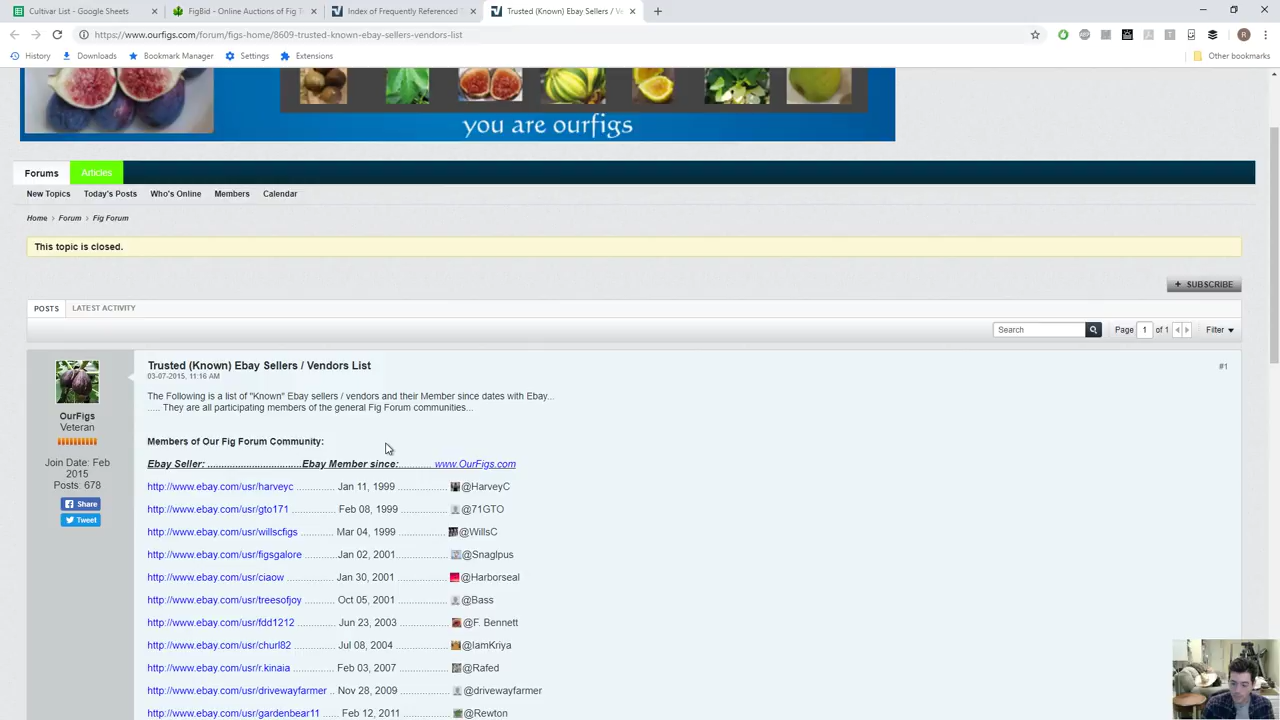 Cultivar List - Google Sheets
FigBid - Online Auctions of Fig T
Index of Frequently Referenced T
Trusted (Known) Ebay Sellers / Ve
https://www.ourfigs.com/forum/figs-home/8609-trusted-known-ebay-sellers-vendors-list
History Downloads Bookmark Manager Settings Extensions Other bookmarks
you are ourfigs
Forums Articles
New Topics Today's Posts Who's Online Members Calendar
Home Forum Fig Forum
This topic is closed.
+ SUBSCRIBE
POSTS LATEST ACTIVITY
Search Page 1 of 1 Filter
Trusted (Known) Ebay Sellers / Vendors List #1
03-07-2015, 11:16 AM
OurFigs
Veteran
Join Date: Feb
2015
Posts: 678
Share
Tweet
The Following is a list of "Known" Ebay sellers / vendors and their Member since dates with Ebay...
..... They are all participating members of the general Fig Forum communities...
Members of Our Fig Forum Community:
Ebay Seller: ................................Ebay Member since:........... www.OurFigs.com
http://www.ebay.com/usr/harveyc ............. Jan 11, 1999 ................. @HarveyC
http://www.ebay.com/usr/gto171 ............... Feb 08, 1999 ................. @71GTO
http://www.ebay.com/usr/willscfigs ........... Mar 04, 1999 ................ @WillsC
http://www.ebay.com/usr/figsgalore ...........Jan 02, 2001................. @Snaglpus
http://www.ebay.com/usr/ciaow ................ Jan 30, 2001 ................. @Harborseal
http://www.ebay.com/usr/treesofjoy .......... Oct 05, 2001 ................. @Bass
http://www.ebay.com/usr/fdd1212 ............. Jun 23, 2003 ................. @F. Bennett
http://www.ebay.com/usr/churl82 .............. Jul 08, 2004 ................. @IamKriya
http://www.ebay.com/usr/r.kinaia .............. Feb 03, 2007 ................. @Rafed
http://www.ebay.com/usr/drivewayfarmer .. Nov 28, 2009 ................. @drivewayfarmer
http://www.ebay.com/usr/gardenbear11 ...... Feb 12, 2011 ................ @Rewton